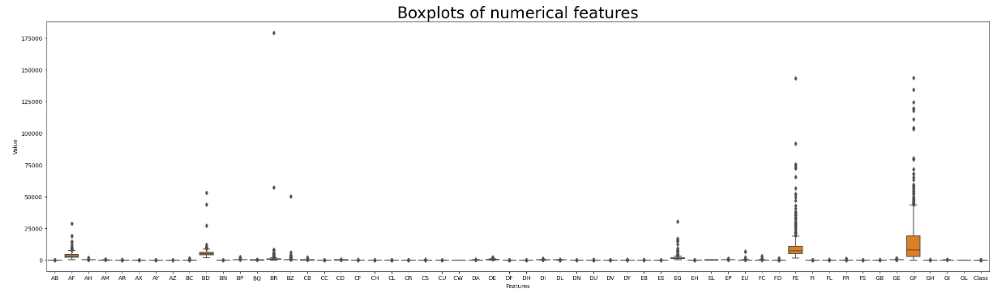 Boxplots of numerical features
175000
150000
125000
100000
75000
50000
25000
0
Value
AB AF AH AM AR AX AY AZ BC BD BN BP BQ BR BZ CB CC CD CF CH CL CR CS CU CW DA DE DF DH DI DL DN DU DV DY EB EE EG EH EL EP EU FC FD FE FI FL FR FS GB GE GF GH GI GL Class
Features